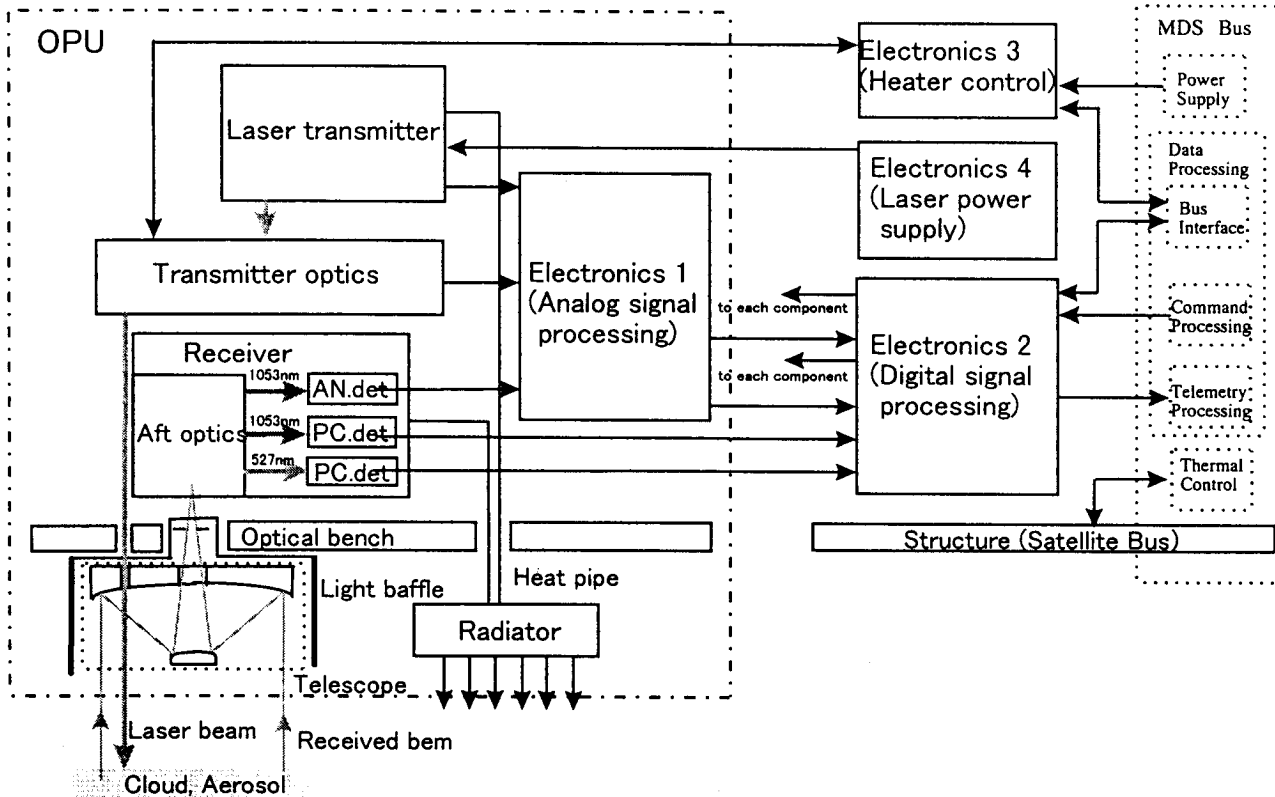 OPU
Laser transmitter
Transmitter optics
Receiver
1053nm
AN.det
Aft optics
1053nm
PC.det
527nm
PC.det
Electronics 1
(Analog signal
processing)
Optical bench
Light baffle
Heat pipe
Radiator
Telescope
Laser beam
Received bem
Cloud, Aerosol
Electronics 3
(Heater control)
Electronics 4
(Laser power
supply)
to each component
to each component
Electronics 2
(Digital signal
processing)
Structure (Satellite Bus)
MDS Bus
Power
Supply
Data
Processing
Bus
Interface
Command
Processing
Telemetry
Processing
Thermal
Control